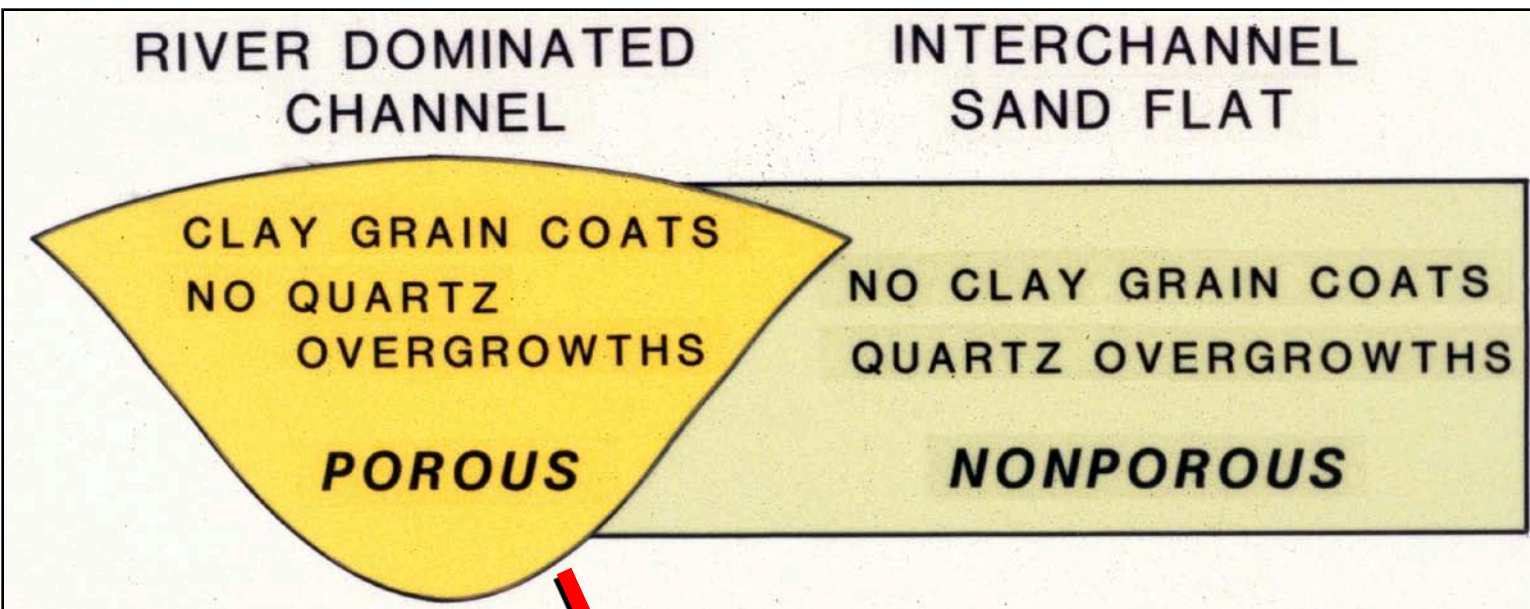 RIVER DOMINATED
CHANNEL
INTERCHANNEL
SAND FLAT
CLAY GRAIN COATS
NO QUARTZ
OVERGROWTHS
POROUS
NO CLAY GRAIN COATS
QUARTZ OVERGROWTHS
NONPOROUS